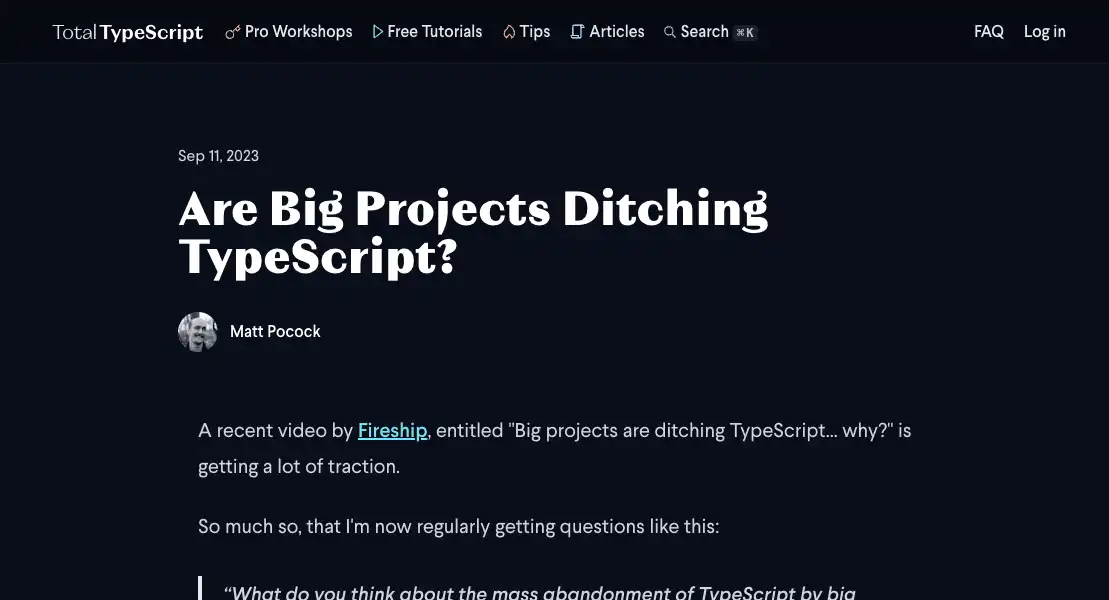 Total TypeScript Pro Workshops Free Tutorials Tips Articles Search ⌘K FAQ Log in
Sep 11, 2023
Are Big Projects Ditching
TypeScript?
Matt Pocock
A recent video by Fireship, entitled "Big projects are ditching TypeScript... why?" is
getting a lot of traction.
So much so, that I'm now regularly getting questions like this:
“What do you think about the mass abandonment of TypeScript by big